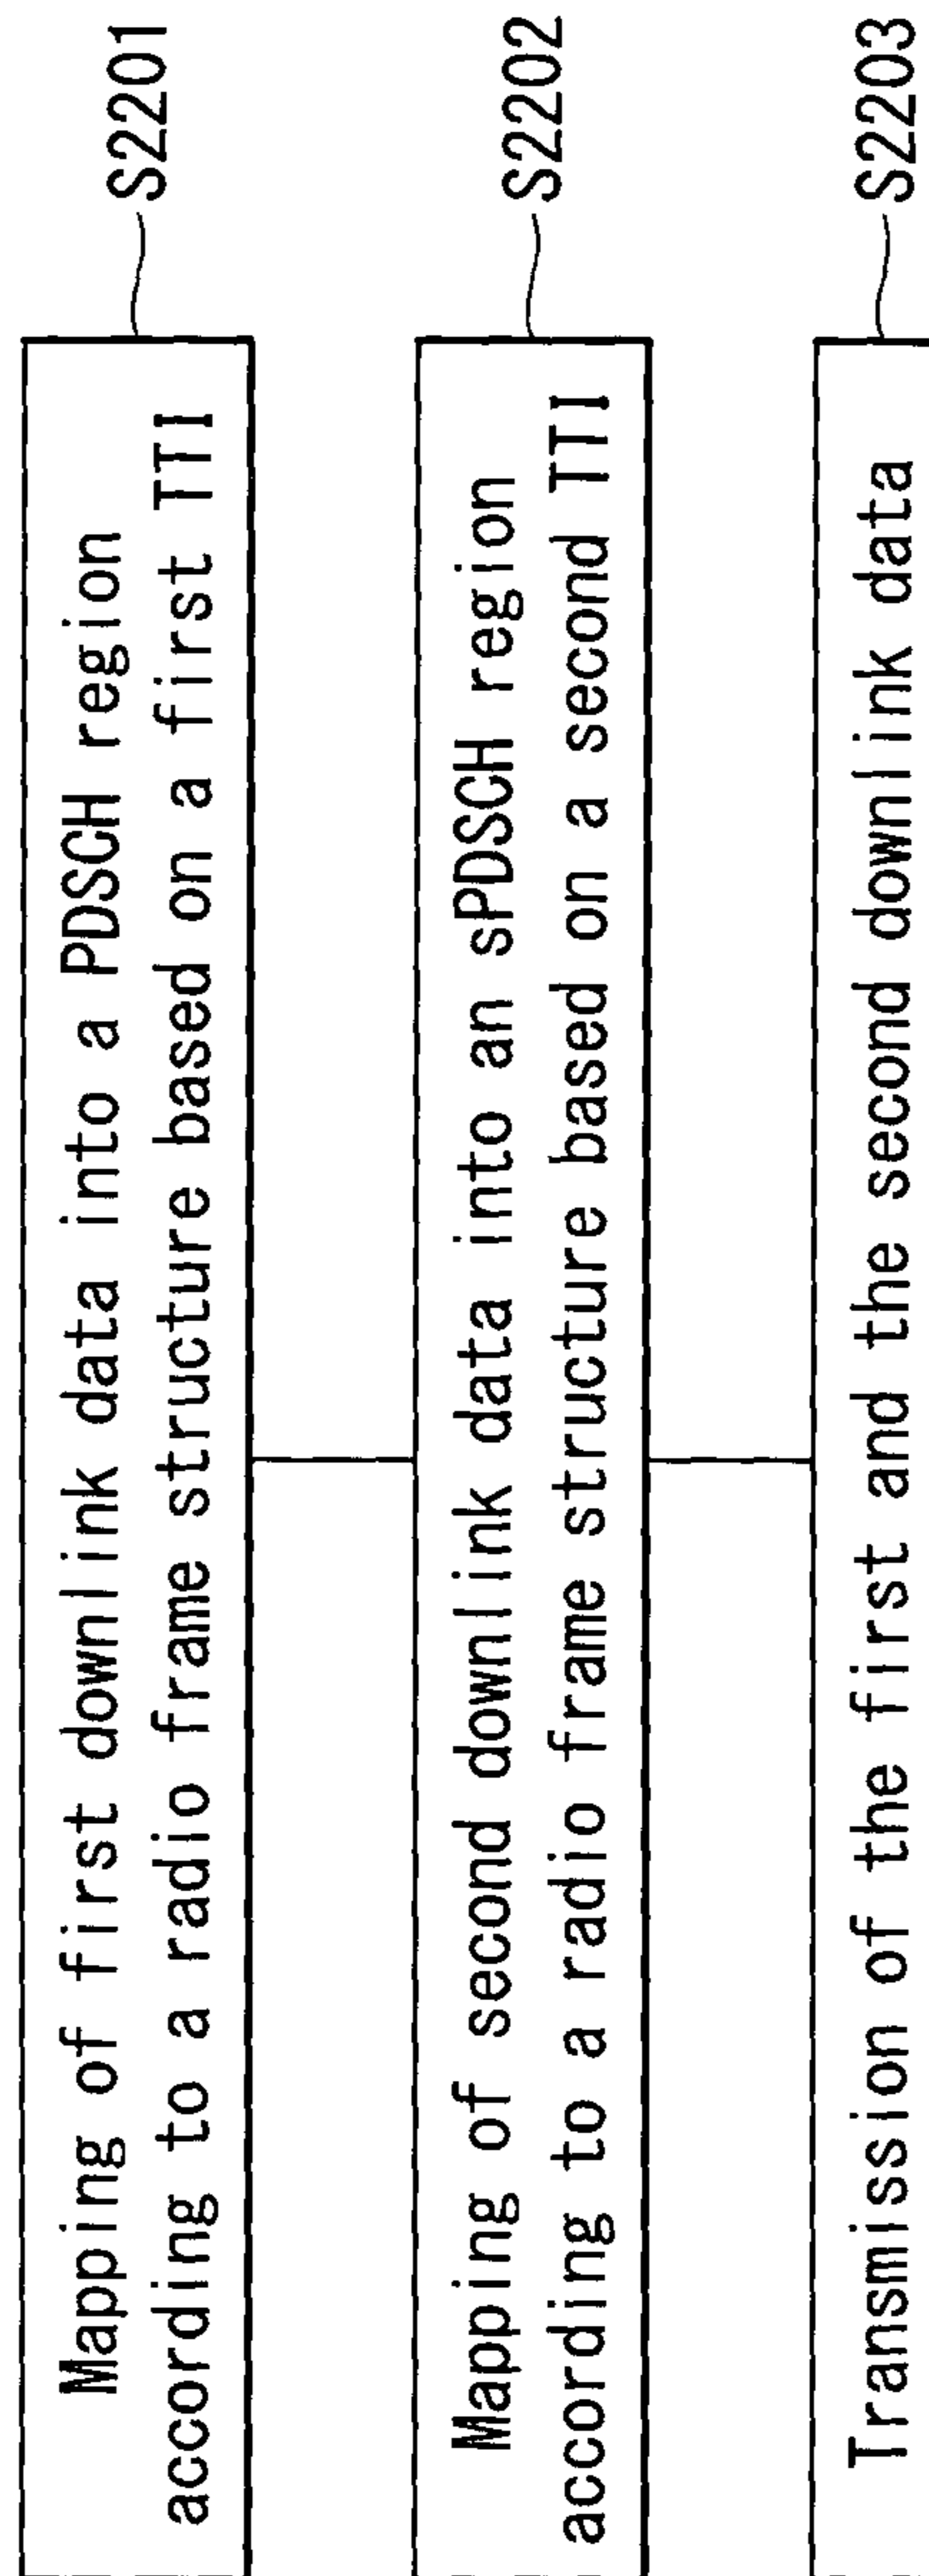 Mapping of first downlink data into a PDSCH region
according to a radio frame structure based on a first TTI
S2201
Mapping of second downlink data into an sPDSCH region
according to a radio frame structure based on a second TTI
S2202
Transmission of the first and the second downlink data
S2203